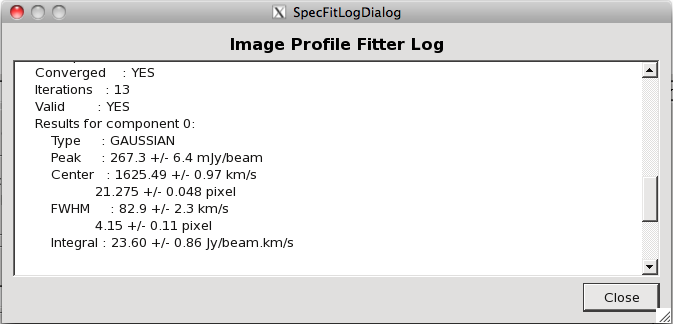 SpecFitLogDialog
Image Profile Fitter Log
Converged : YES
Iterations : 13
Valid : YES
Results for component 0:
Type : GAUSSIAN
Peak : 267.3 +/- 6.4 mJy/beam
Center : 1625.49 +/- 0.97 km/s
21.275 +/- 0.048 pixel
FWHM : 82.9 +/- 2.3 km/s
4.15 +/- 0.11 pixel
Integral : 23.60 +/- 0.86 Jy/beam.km/s
Close